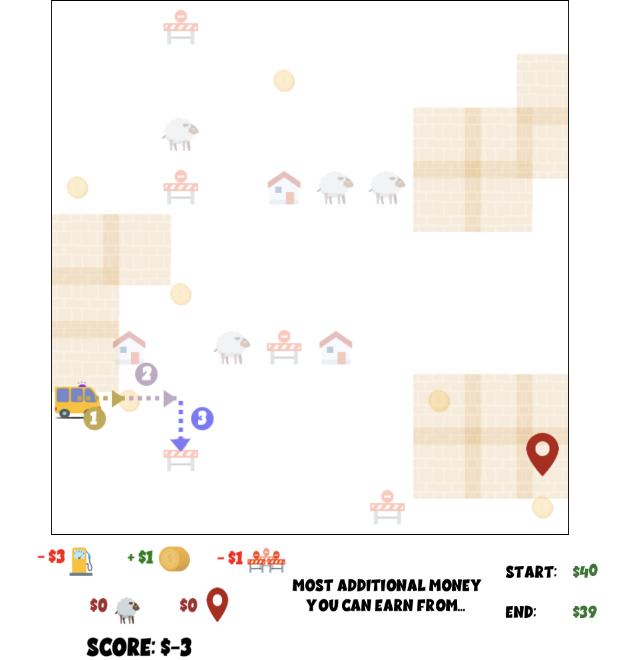 2
1
3
- $3
+ $1
- $1
$0
$0
MOST ADDITIONAL MONEY
YOU CAN EARN FROM...
START: $40
END: $39
SCORE: $-3